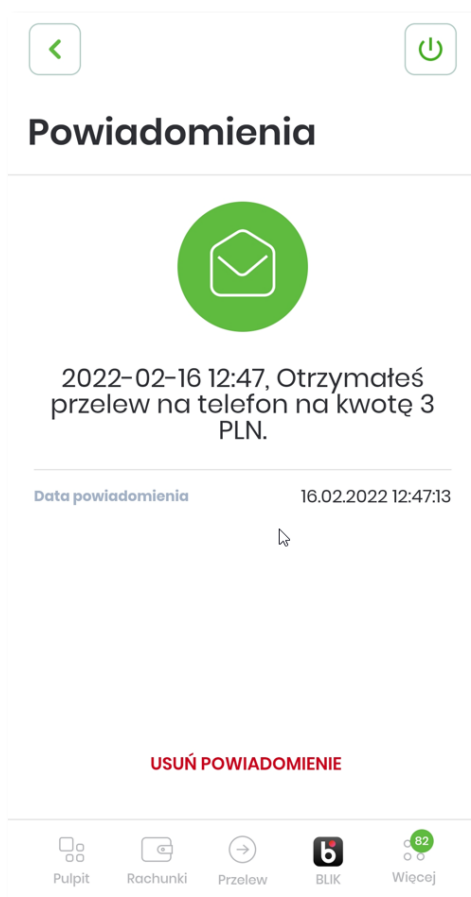 Powiadomienia
2022-02-16 12:47, Otrzymałeś
przelew na telefon na kwotę 3
PLN.
Data powiadomienia 16.02.2022 12:47:13
USUŃ POWIADOMIENIE
82
Pulpit Rachunki Przelew BLIK Więcej